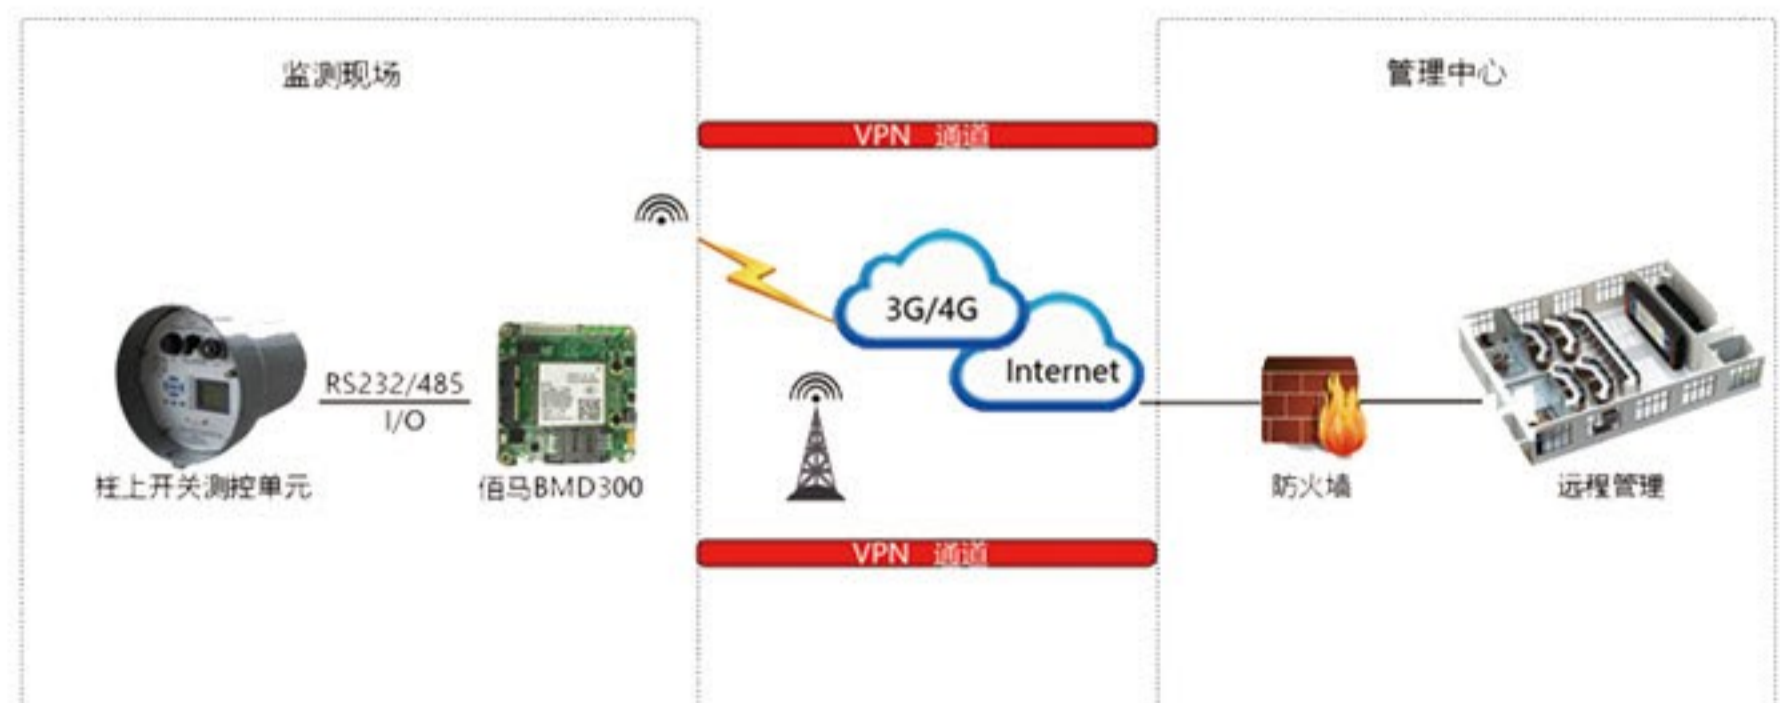 监测现场
管理中心
VPN 通道
3G/4G
Internet
RS232/485
I/O
柱上开关测控单元
佰马BMD300
防火墙
远程管理
VPN 通道